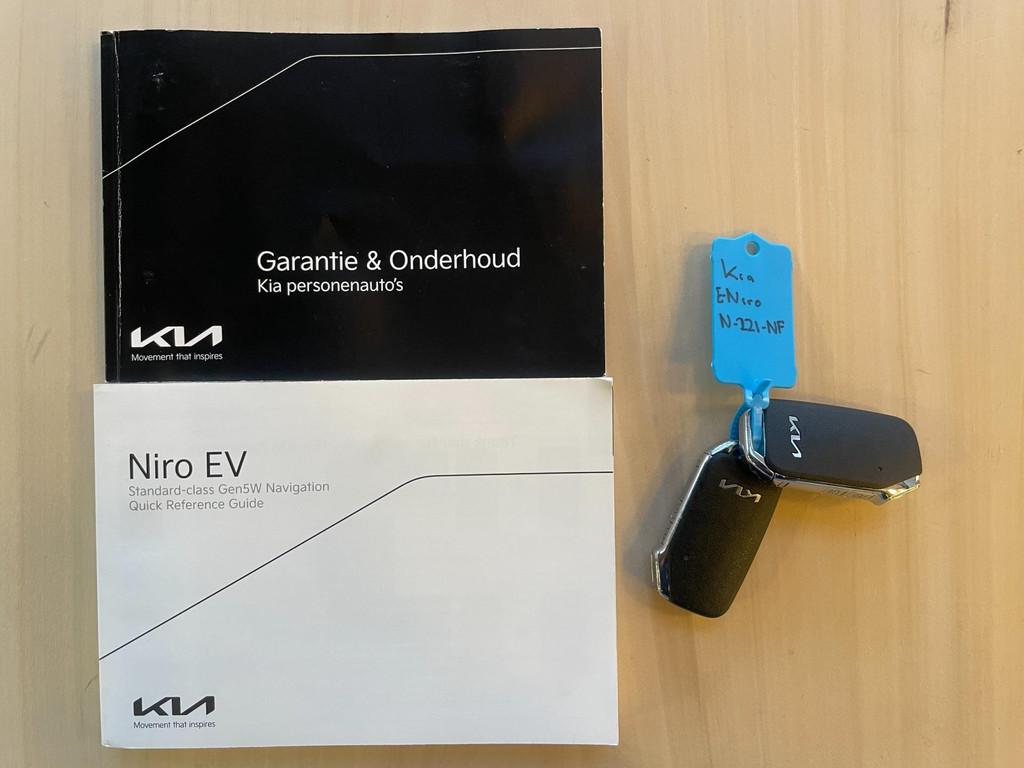 Garantie & Onderhoud
Kia personenauto's
KIA
Movement that inspires
Niro EV
Standard-class Gen5W Navigation
Quick Reference Guide
KIA
Movement that inspires
Kia
ENiro
N-221-NF
KIA
KIA